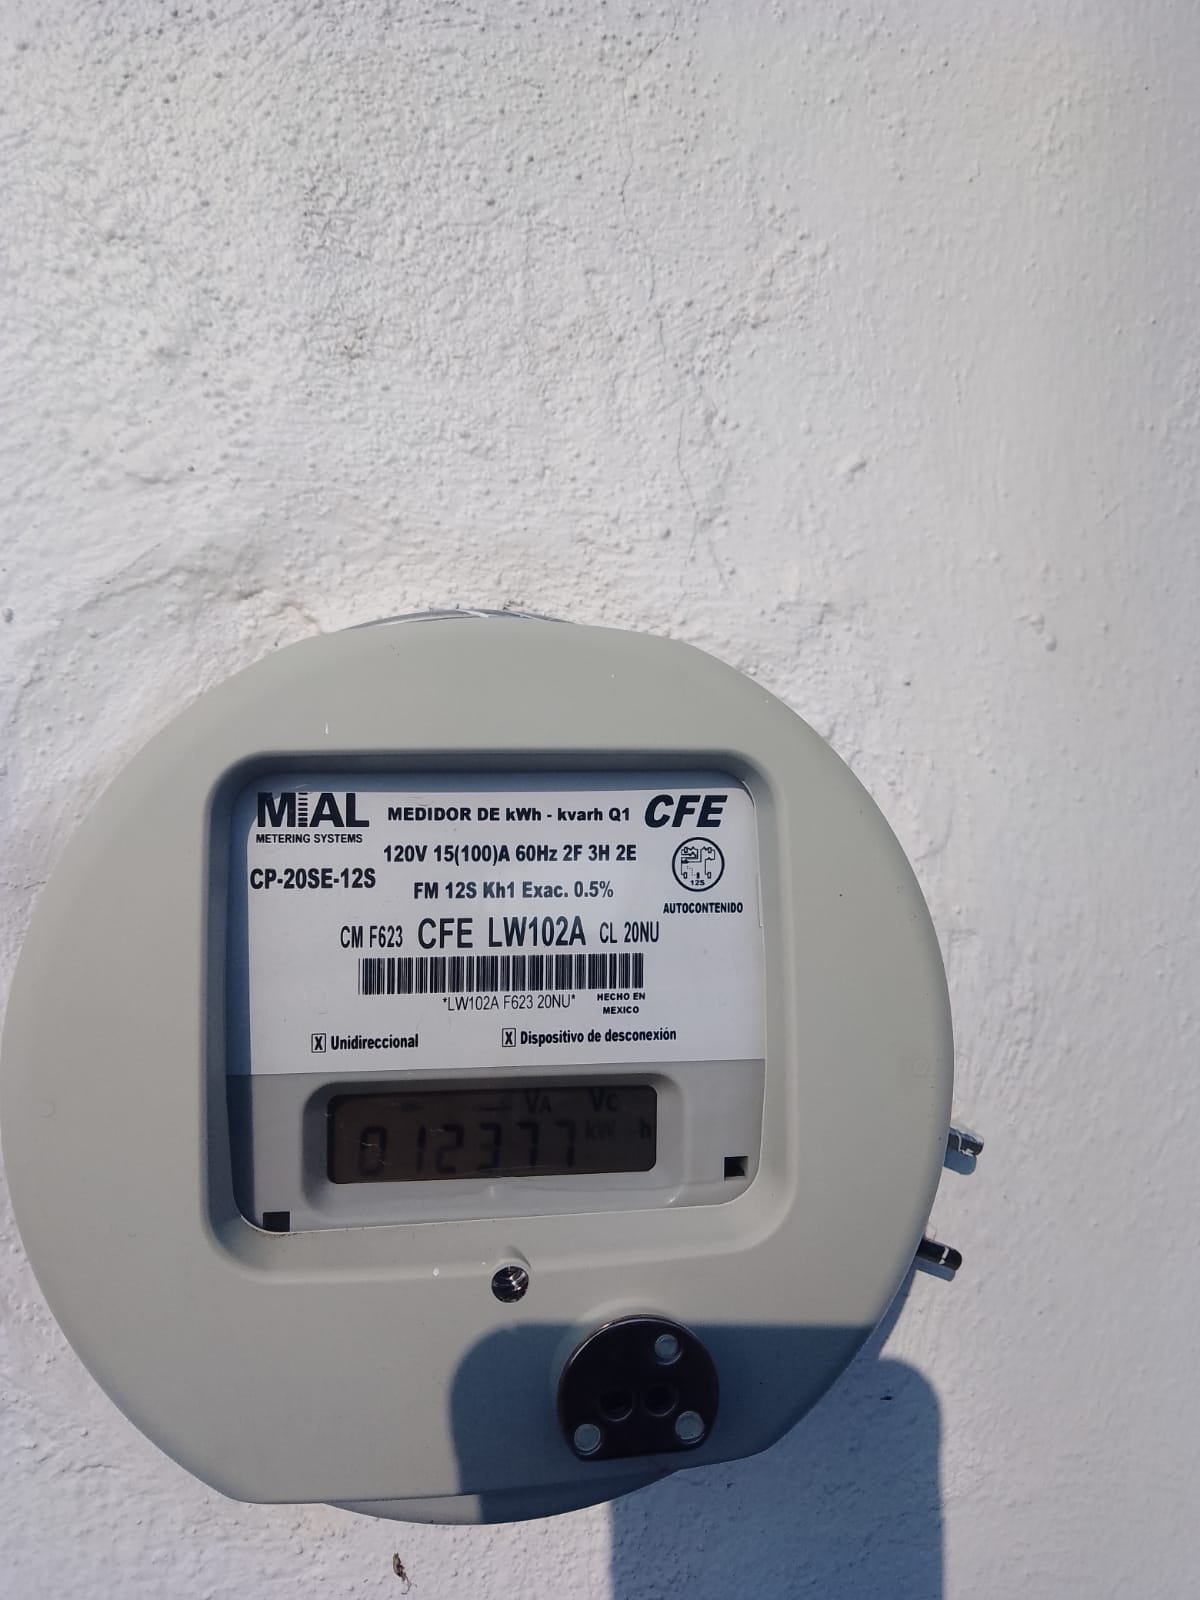 MIAL
METERING SYSTEMS
MEDIDOR DE kWh - kvarh Q1
CFE
120V 15(100)A 60Hz 2F 3H 2E
CP-20SE-12S
FM 12S Kh1 Exac. 0.5%
12S
AUTOCONTENIDO
CM F623 CFE LW102A CL 20NU
*LW102A F623 20NU*
HECHO EN
MEXICO
X Unidireccional
X Dispositivo de desconexión
VA VC
012377 kW h